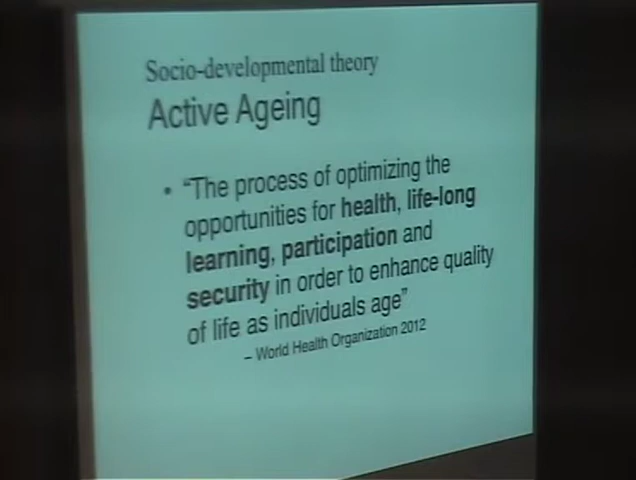 Socio-developmental theory
Active Ageing
• “The process of optimizing the
opportunities for health, life-long
learning, participation and
security in order to enhance quality
of life as individuals age”
– World Health Organization 2012